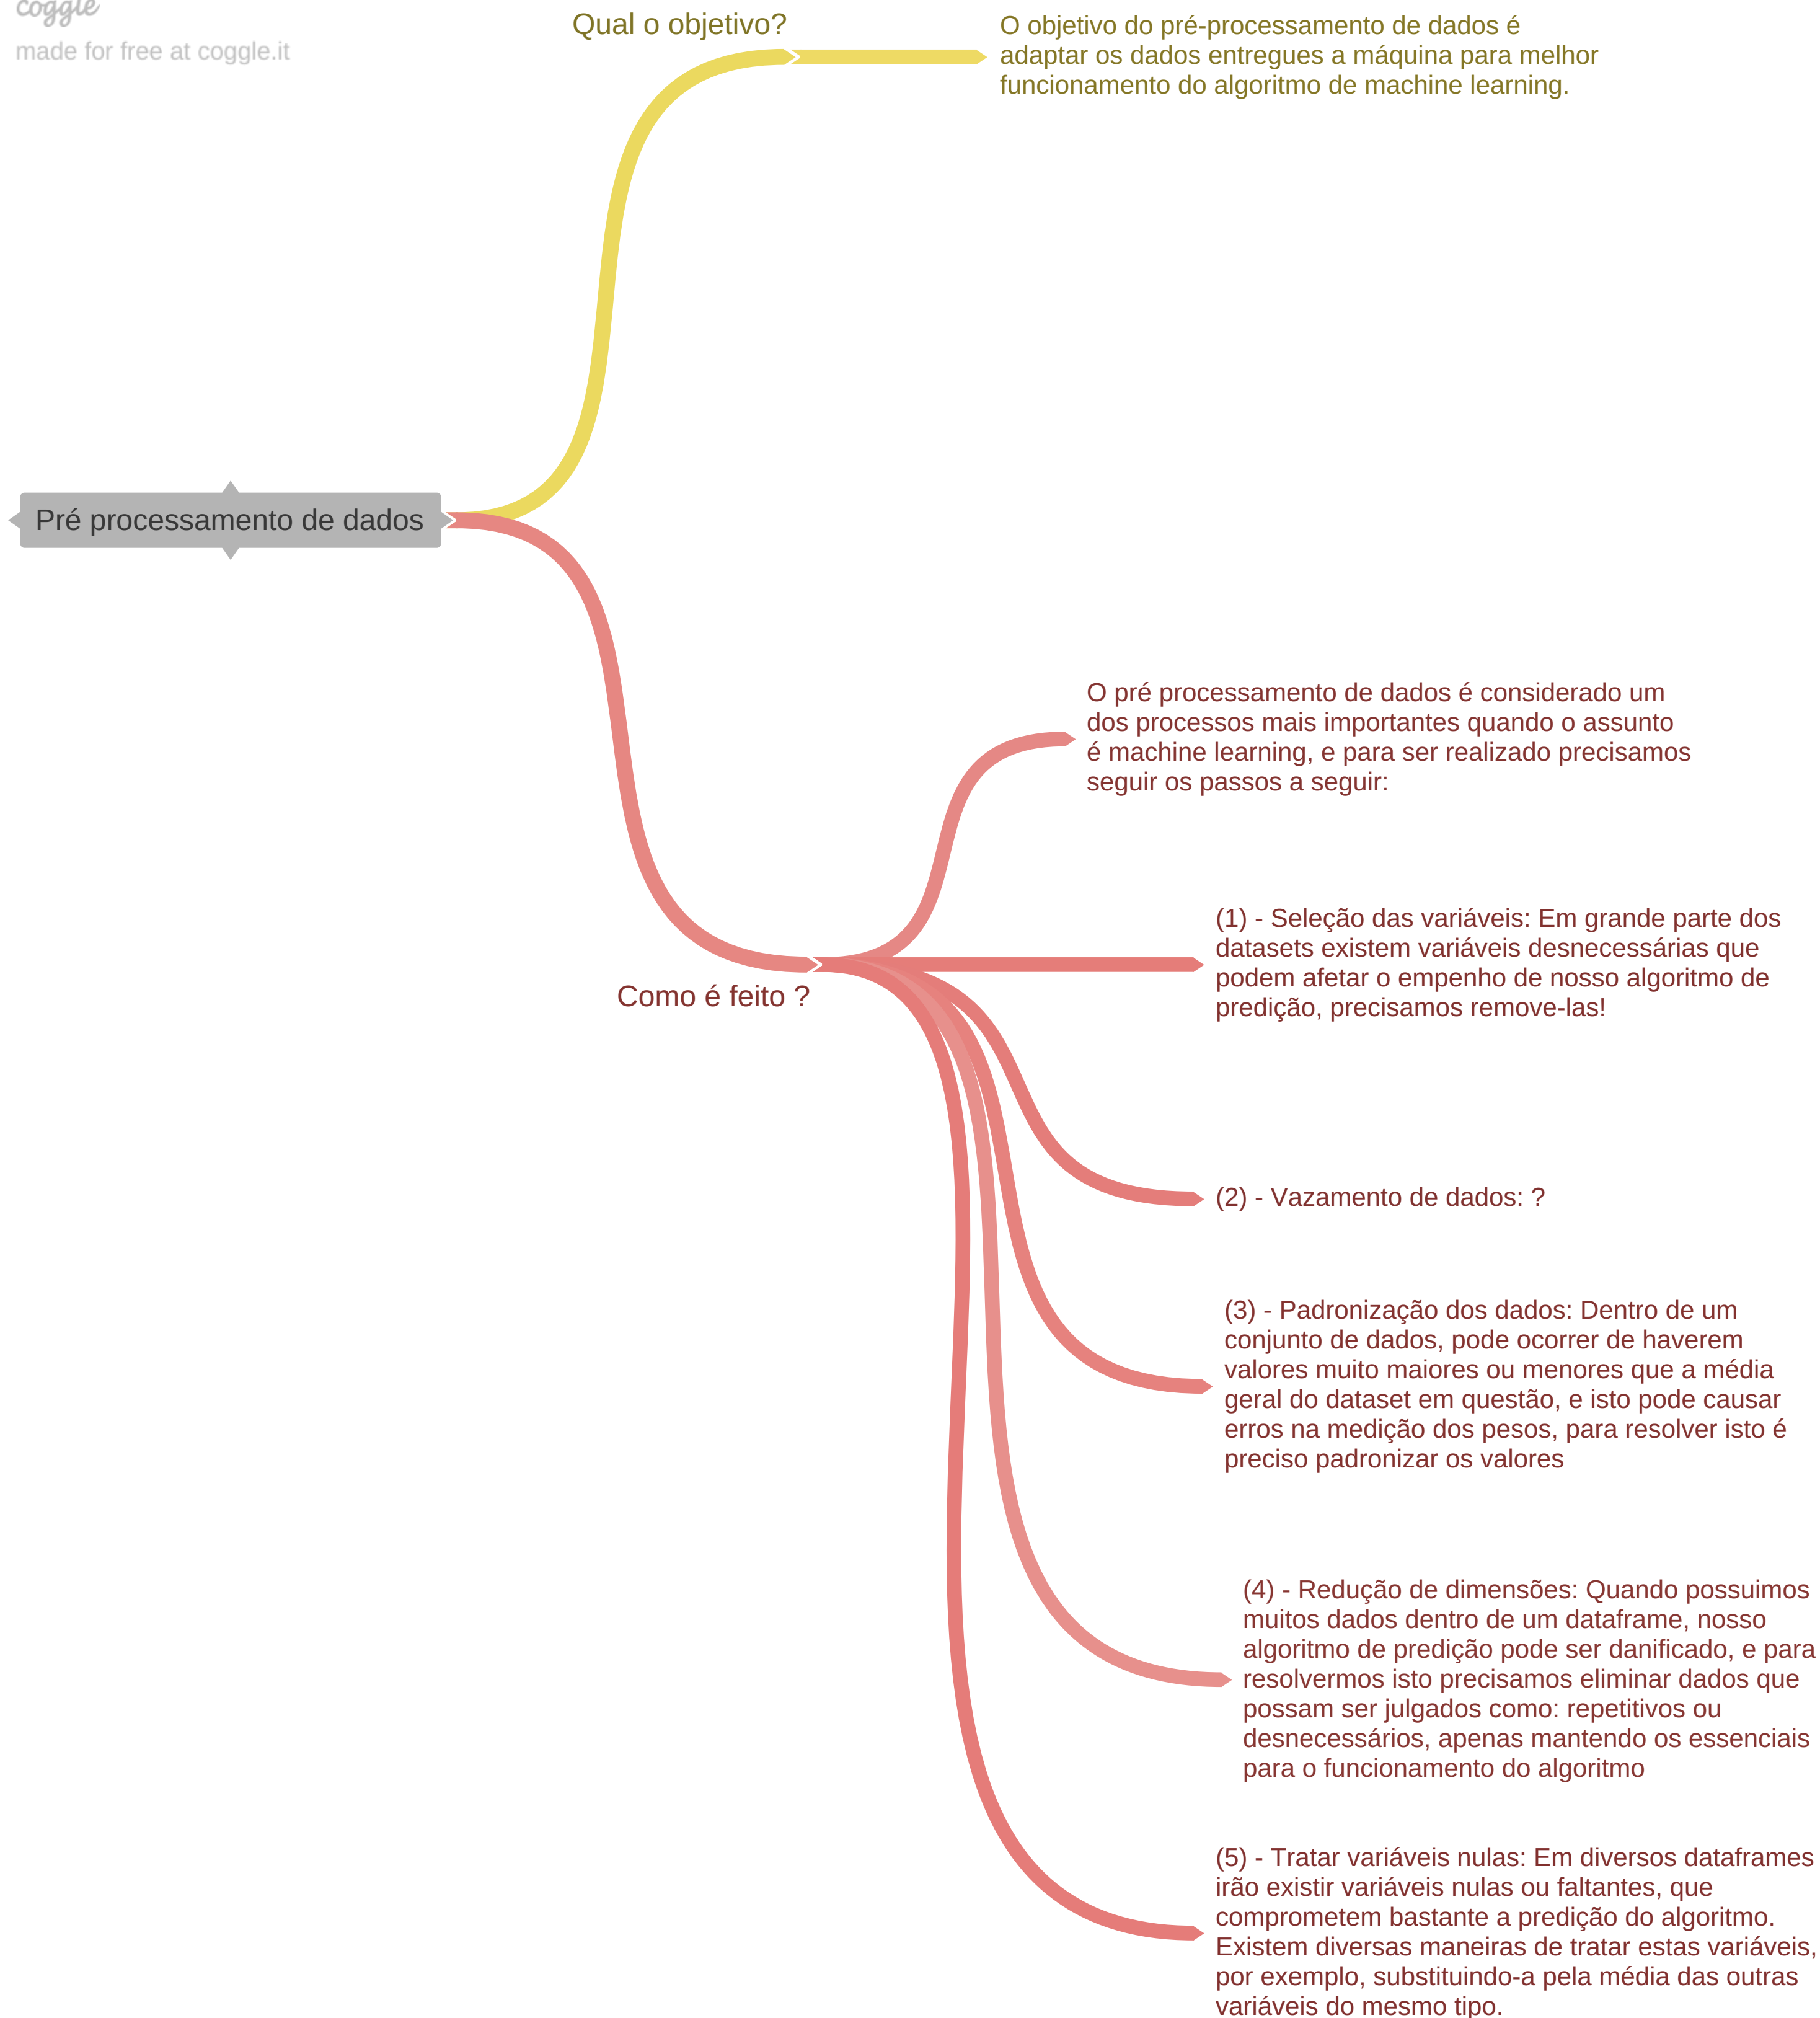 coggle
made for free at coggle.it
Qual o objetivo?
O objetivo do pré-processamento de dados é
adaptar os dados entregues a máquina para melhor
funcionamento do algoritmo de machine learning.
Pré processamento de dados
O pré processamento de dados é considerado um
dos processos mais importantes quando o assunto
é machine learning, e para ser realizado precisamos
seguir os passos a seguir:
Como é feito ?
(1) - Seleção das variáveis: Em grande parte dos
datasets existem variáveis desnecessárias que
podem afetar o empenho de nosso algoritmo de
predição, precisamos remove-las!
(2) - Vazamento de dados: ?
(3) - Padronização dos dados: Dentro de um
conjunto de dados, pode ocorrer de haverem
valores muito maiores ou menores que a média
geral do dataset em questão, e isto pode causar
erros na medição dos pesos, para resolver isto é
preciso padronizar os valores
(4) - Redução de dimensões: Quando possuimos
muitos dados dentro de um dataframe, nosso
algoritmo de predição pode ser danificado, e para
resolvermos isto precisamos eliminar dados que
possam ser julgados como: repetitivos ou
desnecessários, apenas mantendo os essenciais
para o funcionamento do algoritmo
(5) - Tratar variáveis nulas: Em diversos dataframes
irão existir variáveis nulas ou faltantes, que
comprometem bastante a predição do algoritmo.
Existem diversas maneiras de tratar estas variáveis,
por exemplo, substituindo-a pela média das outras
variáveis do mesmo tipo.